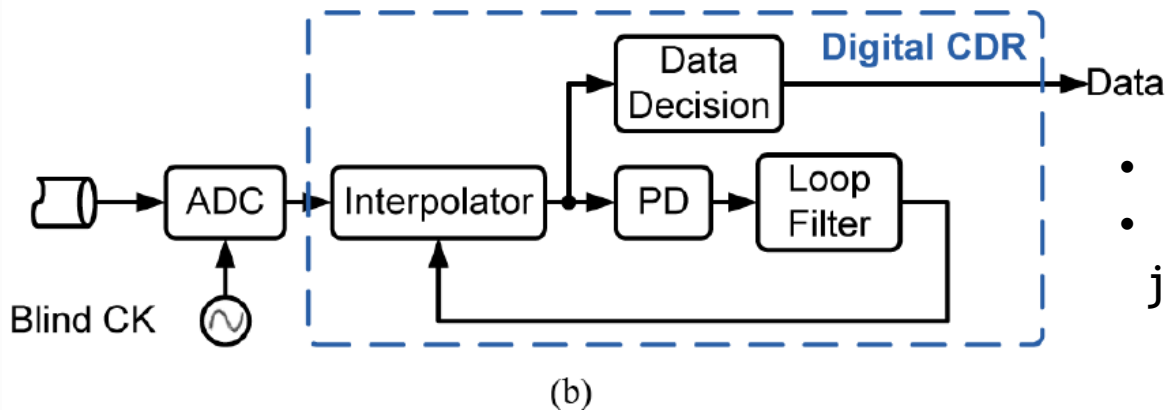 Digital CDR
Data
Decision
Data
ADC
Interpolator
PD
Loop
Filter
Blind CK
(b)
•
•
j